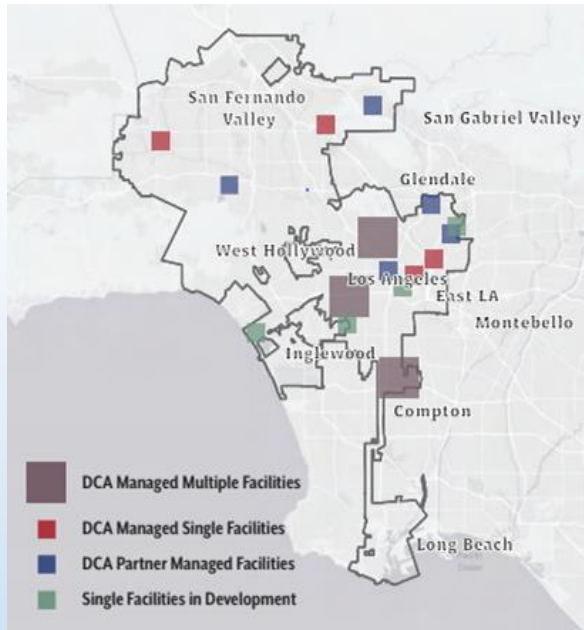 San Fernando
Valley
San Gabriel Valley
Glendale
West Hollywood
Los Angeles
East LA
Montebello
Inglewood
Compton
Long Beach
DCA Managed Multiple Facilities
DCA Managed Single Facilities
DCA Partner Managed Facilities
Single Facilities in Development